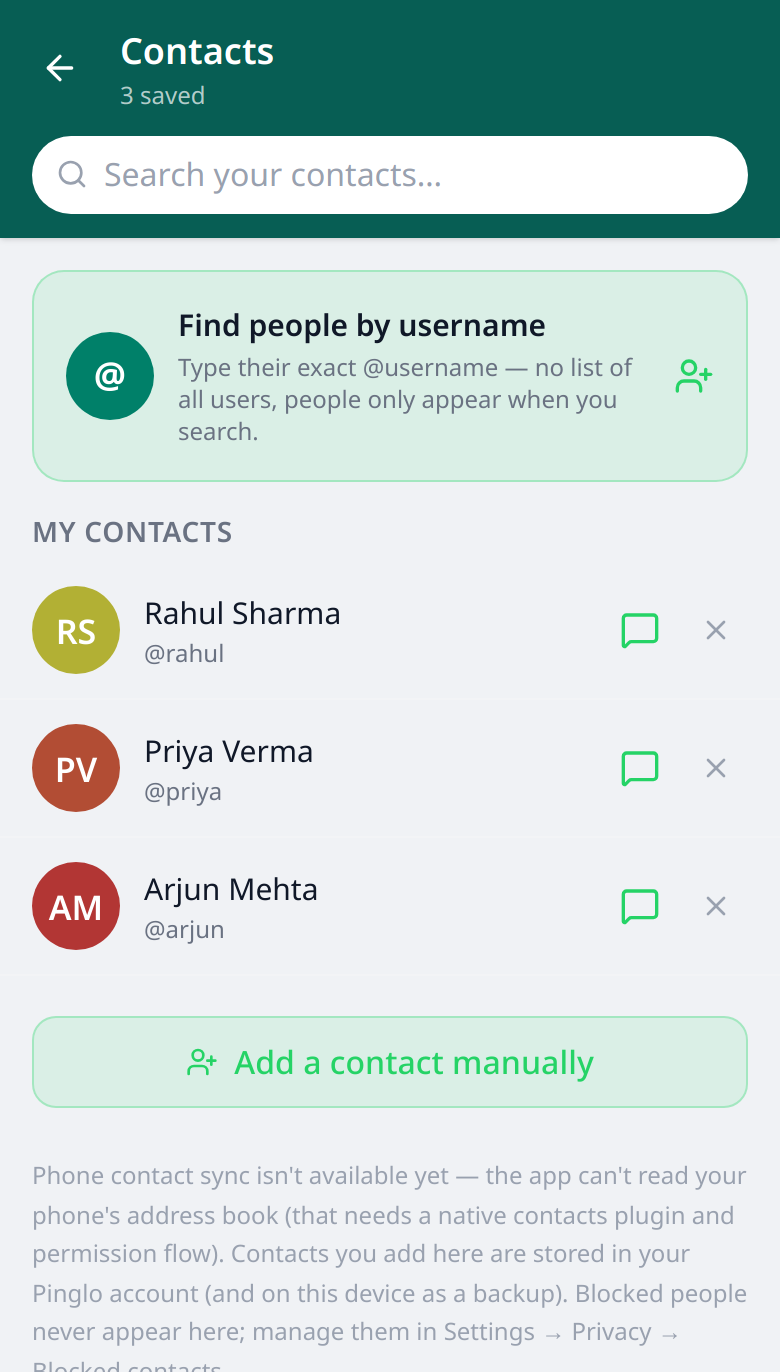 Contacts
3 saved
Search your contacts...
Find people by username
@
Type their exact @username — no list of
all users, people only appear when you
search.
MY CONTACTS
RS
Rahul Sharma
@rahul
PV
Priya Verma
@priya
AM
Arjun Mehta
@arjun
Add a contact manually
Phone contact sync isn't available yet — the app can't read your
phone's address book (that needs a native contacts plugin and
permission flow). Contacts you add here are stored in your
Pinglo account (and on this device as a backup). Blocked people
never appear here; manage them in Settings → Privacy →
Blocked contacts.